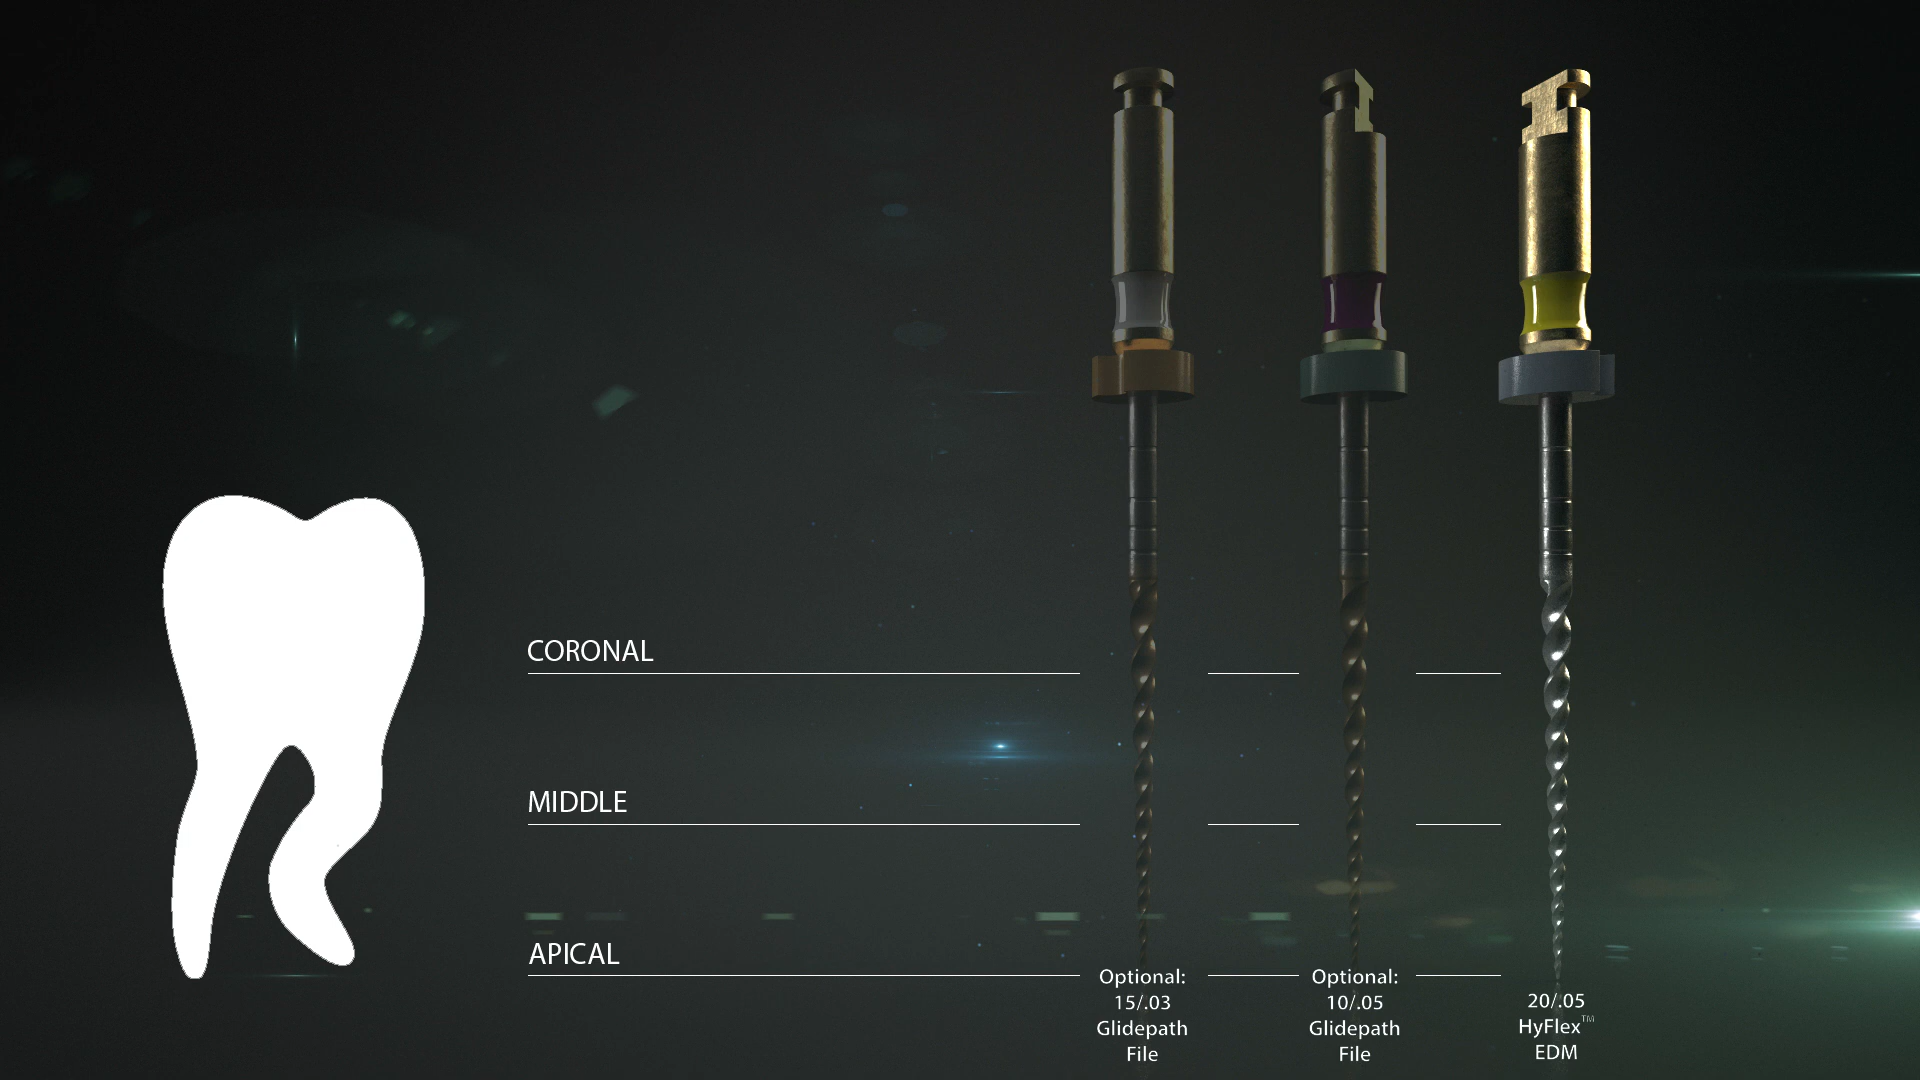 CORONAL
MIDDLE
APICAL
Optional:
15/.03
Glidepath
File
Optional:
10/.05
Glidepath
File
20/.05
HyFlex™
EDM